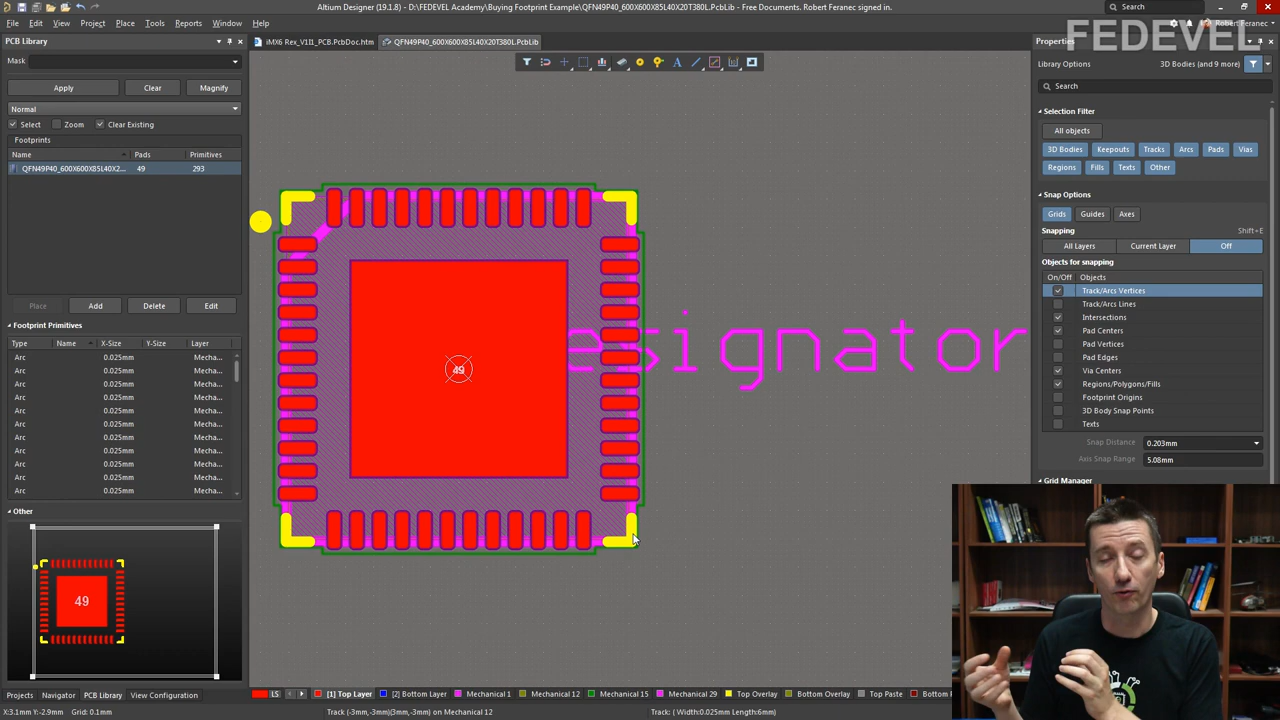 Altium Designer (19.1.8) - D:\FEDEVEL Academy\Buying Footprint Example\QFN49P40_600X600X85L40X20T380L.PcbLib - Free Documents. Robert Feranec signed in.
Search
File Edit View Project Place Tools Reports Window Help
Robert Feranec
FEDEVEL
PCB Library
iMX6 Rex_V1I1_PCB.PcbDoc.htm
QFN49P40_600X600X85L40X20T380L.PcbLib
Properties
Mask
Library Options
3D Bodies (and 9 more)
Apply Clear Magnify
Search
Normal
Select Zoom Clear Existing
Selection Filter
Footprints
All objects
Name Pads Primitives
3D Bodies Keepouts Tracks Arcs Pads Vias
QFN49P40_600X600X85L40X2... 49 293
Regions Fills Texts Other
Snap Options
Grids Guides Axes
Snapping Shift+E
All Layers Current Layer Off
Objects for snapping
On/Off Objects
Track/Arcs Vertices
Track/Arcs Lines
Intersections
Pad Centers
Pad Vertices
Pad Edges
Via Centers
Regions/Polygons/Fills
Footprint Origins
3D Body Snap Points
Texts
Snap Distance 0.203mm
Axis Snap Range 5.08mm
Grid Manager
Place Add Delete Edit
Footprint Primitives
Type Name X-Size Y-Size Layer
Arc 0.025mm Mecha...
Arc 0.025mm Mecha...
Arc 0.025mm Mecha...
Arc 0.025mm Mecha...
Arc 0.025mm Mecha...
Arc 0.025mm Mecha...
Arc 0.025mm Mecha...
Arc 0.025mm Mecha...
Arc 0.025mm Mecha...
Arc 0.025mm Mecha...
Arc 0.025mm Mecha...
esignator
49
Other
49
Projects Navigator PCB Library View Configuration
LS [1] Top Layer [2] Bottom Layer Mechanical 1 Mechanical 12 Mechanical 15 Mechanical 29 Top Overlay Bottom Overlay Top Paste Bottom
X:3.1mm Y:-2.9mm Grid: 0.1mm
Track (-3mm,-3mm)(3mm,-3mm) on Mechanical 12
Track: ( Width:0.025mm Length:6mm)